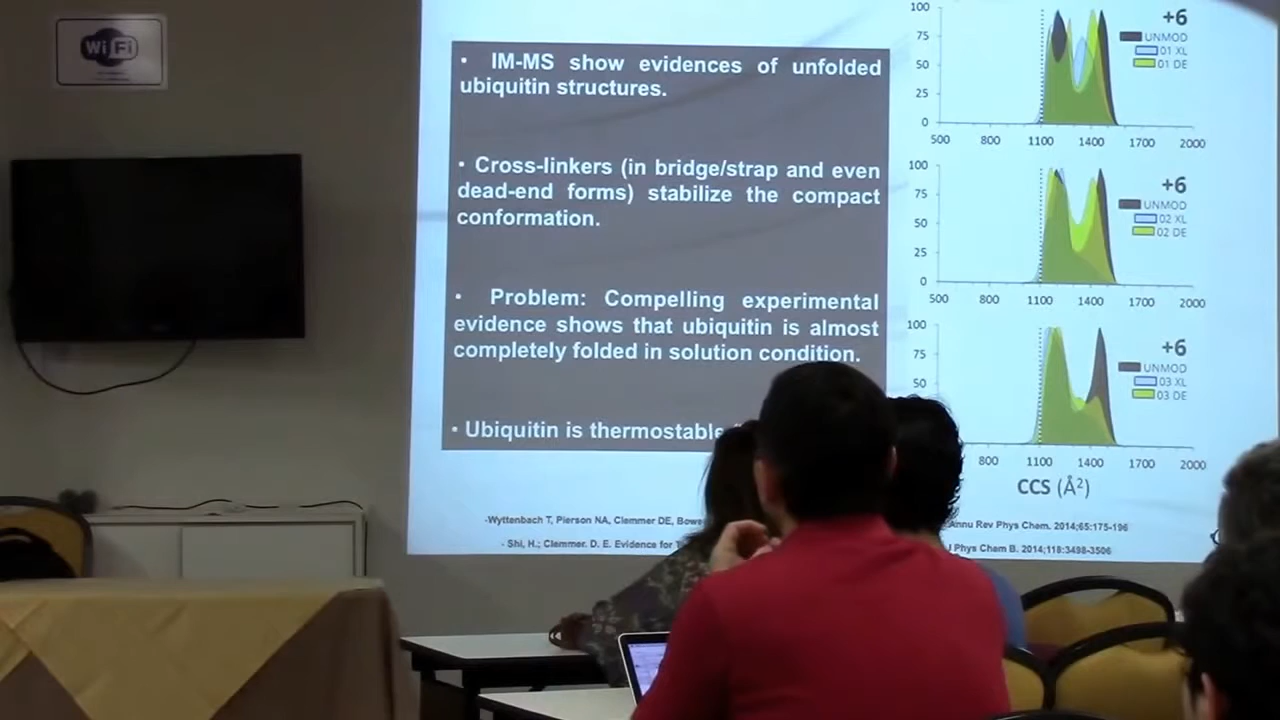 Wi Fi
• IM-MS show evidences of unfolded
ubiquitin structures.
• Cross-linkers (in bridge/strap and even
dead-end forms) stabilize the compact
conformation.
• Problem: Compelling experimental
evidence shows that ubiquitin is almost
completely folded in solution condition.
• Ubiquitin is thermostable
-Wyttenbach T, Pierson NA, Clemmer DE, Bowe
Annu Rev Phys Chem. 2014;65:175-196
- Shi, H.; Clemmer. D. E. Evidence for
Phys Chem B. 2014;118:3498-3506
100
75
50
25
0
500 800 1100 1400 1700 2000
+6
UNMOD
01 XL
01 DE
100
75
50
25
0
500 800 1100 1400 1700 2000
+6
UNMOD
02 XL
02 DE
100
75
50
800 1100 1400 1700 2000
+6
UNMOD
03 XL
03 DE
CCS (Å²)